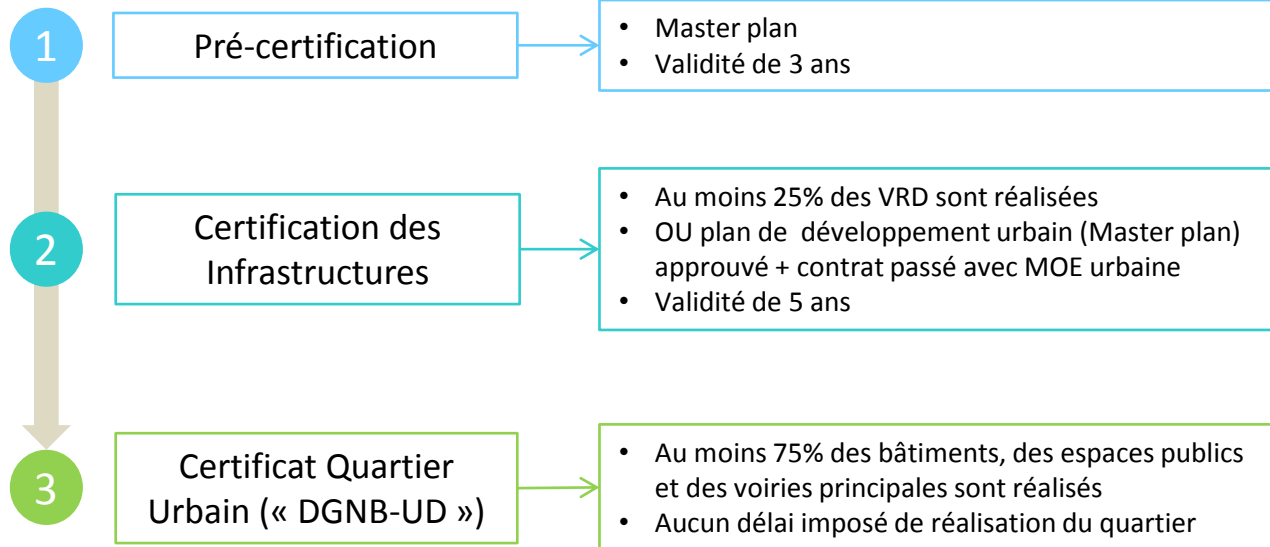 1
Pré-certification
• Master plan
• Validité de 3 ans
2
Certification des
Infrastructures
• Au moins 25% des VRD sont réalisées
• OU plan de développement urbain (Master plan)
approuvé + contrat passé avec MOE urbaine
• Validité de 5 ans
3
Certificat Quartier
Urbain (« DGNB-UD »)
• Au moins 75% des bâtiments, des espaces publics
et des voiries principales sont réalisés
• Aucun délai imposé de réalisation du quartier